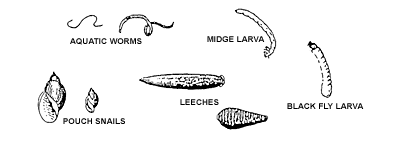 AQUATIC WORMS
MIDGE LARVA
LEECHES
BLACK FLY LARVA
POUCH SNAILS